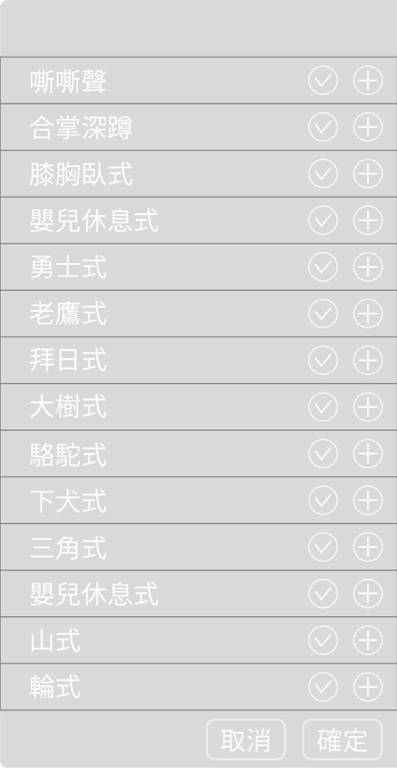 嘶嘶聲
合掌深蹲
膝胸臥式
嬰兒休息式
勇士式
老鷹式
拜日式
大樹式
駱駝式
下犬式
三角式
嬰兒休息式
山式
輪式
取消 確定